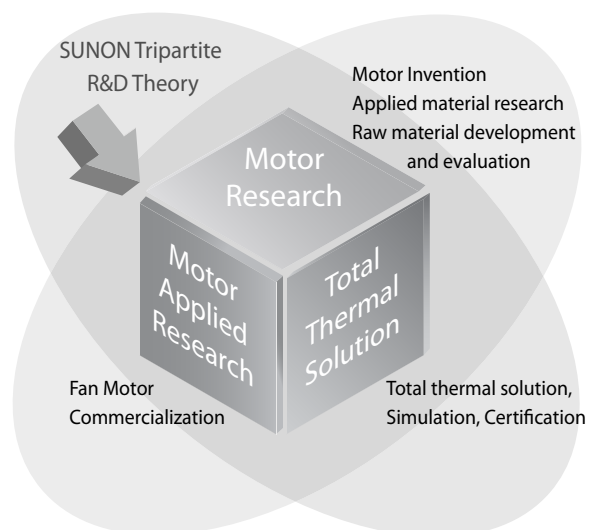 SUNON Tripartite
R&D Theory
Motor Invention
Applied material research
Raw material development
and evaluation
Motor
Research
Motor
Applied
Research
Total
Thermal
Solution
Fan Motor
Commercialization
Total thermal solution,
Simulation, Certification